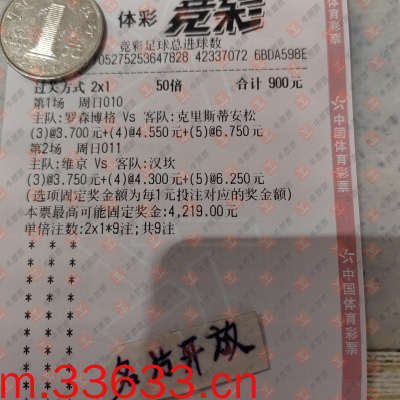 体彩 竞彩
竞彩足球总进球数
05275253647828 42337072 6BDA598E
过关方式 2x1 50倍 合计 900元
第1场 周日010
主队:罗森博格 Vs 客队:克里斯蒂安松
(3)@3.700元+(4)@4.550元+(5)@6.750元
第2场 周日011
主队:维京 Vs 客队:汉坎
(3)@3.750元+(4)@4.300元+(5)@6.250元
(选项固定奖金额为每1元投注对应的奖金额)
本票最高可能固定奖金:4,219.00元
单倍注数:2x1*9注;共9注
中国体育彩票
中国体育彩票
开放
m.33633.cn